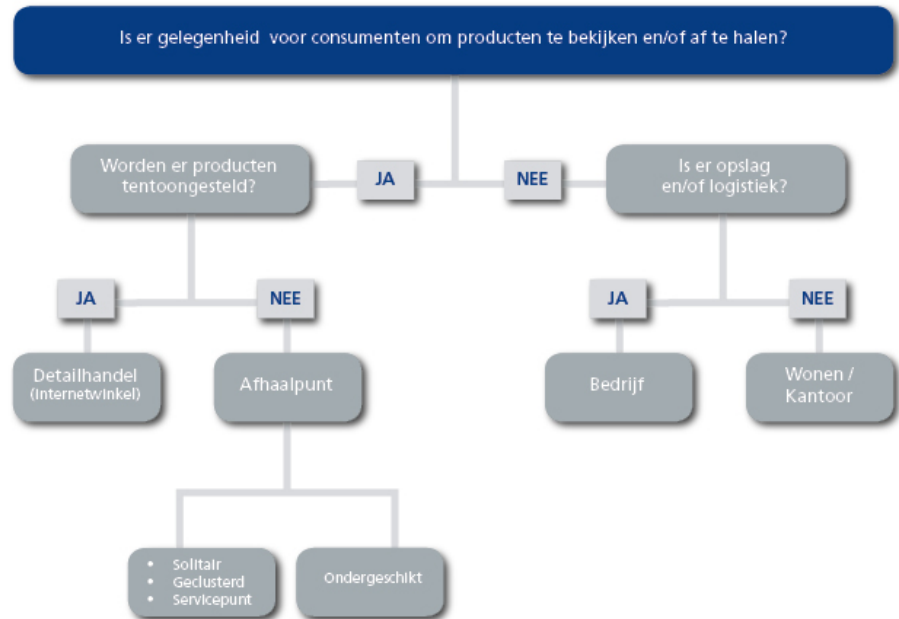 Is er gelegenheid voor consumenten om producten te bekijken en/of af te halen?
Worden er producten
tentoongesteld?
JA
NEE
Is er opslag
en/of logistiek?
JA
NEE
JA
NEE
Detailhandel
(internetwinkel)
Afhaalpunt
Bedrijf
Wonen /
Kantoor
• Solitair
• Geclusterd
• Servicepunt
Ondergeschikt